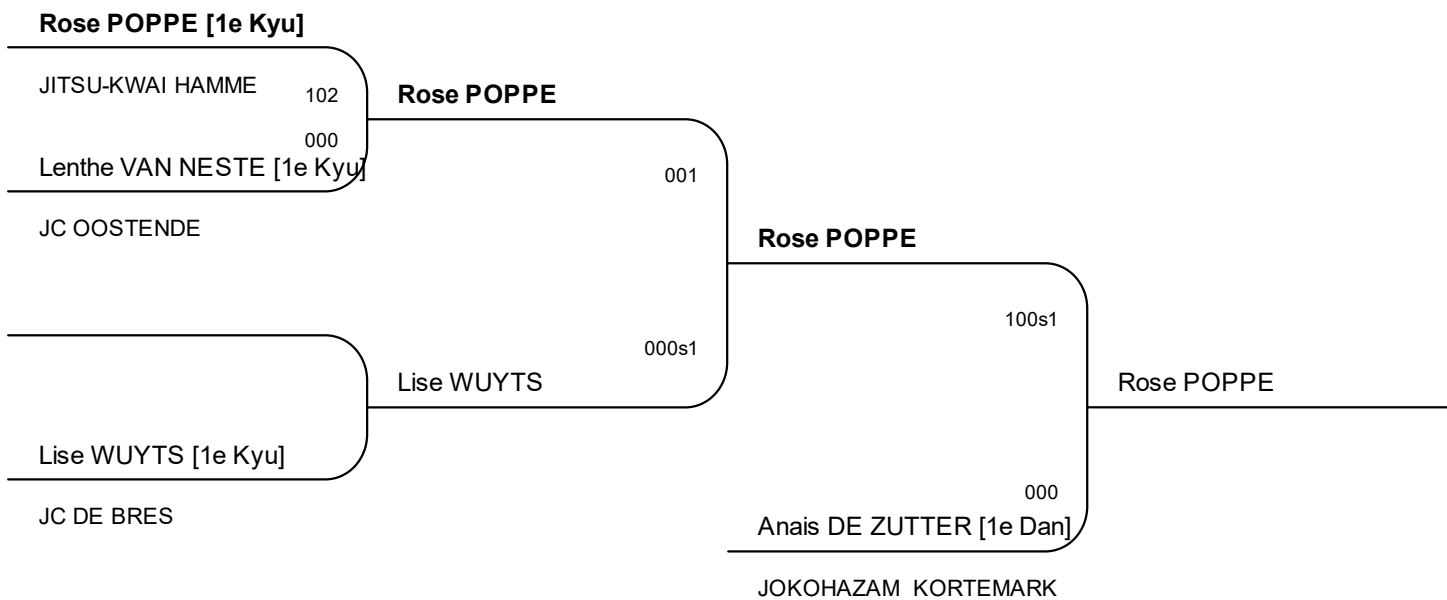 Rose POPPE [1e Kyu]
JITSU-KWAI HAMME
102
Rose POPPE
000
Lenthe VAN NESTE [1e Kyu]
001
JC OOSTENDE
Rose POPPE
100s1
000s1
Lise WUYTS
Rose POPPE
Lise WUYTS [1e Kyu]
000
JC DE BRES
Anais DE ZUTTER [1e Dan]
JOKOHAZAM KORTEMARK